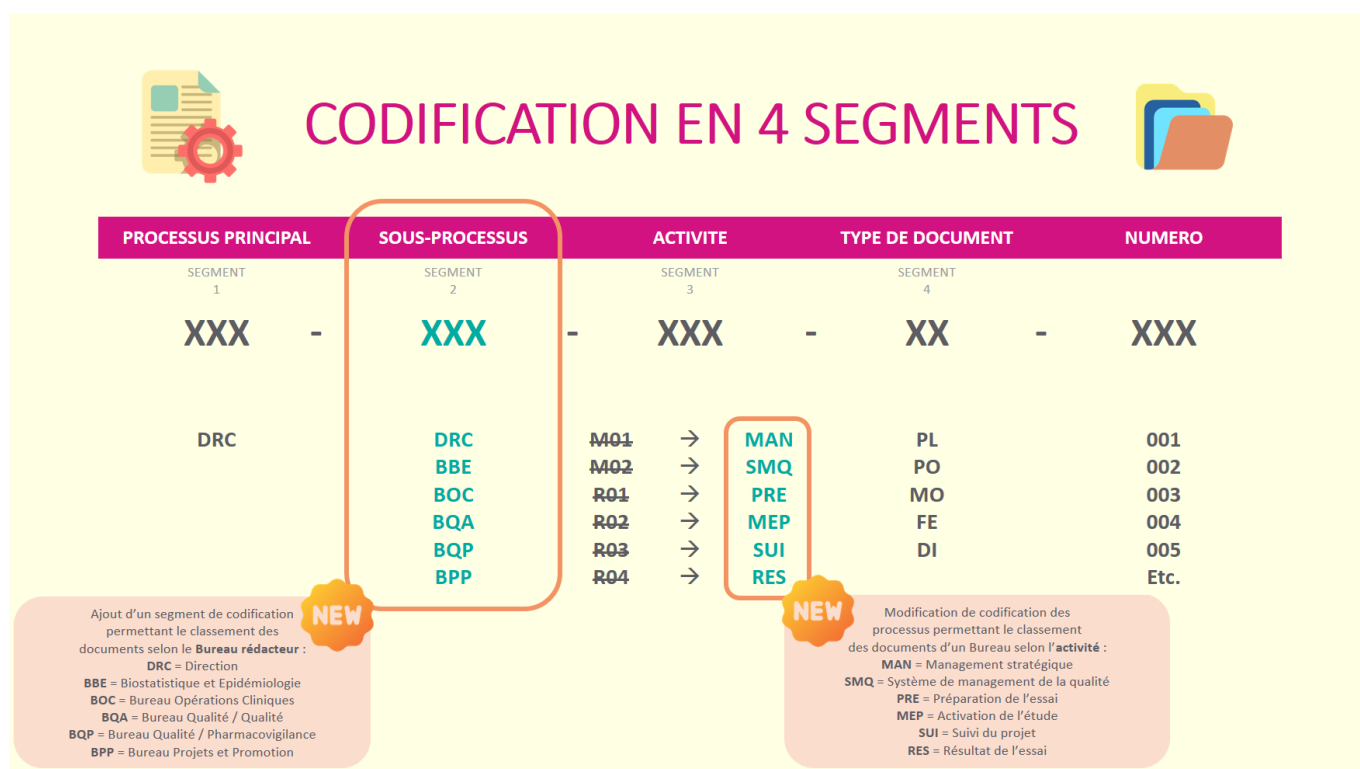 CODIFICATION EN 4 SEGMENTS
PROCESSUS PRINCIPAL SOUS-PROCESSUS ACTIVITE TYPE DE DOCUMENT NUMERO
SEGMENT 1 SEGMENT 2 SEGMENT 3 SEGMENT 4
XXX - XXX - XXX - XX - XXX
DRC DRC M01 → MAN PL 001
BBE M02 → SMQ PO 002
BOC R01 → PRE MO 003
BQA R02 → MEP FE 004
BQP R03 → SUI DI 005
BPP R04 → RES Etc.
NEW
Ajout d'un segment de codification
permettant le classement des
documents selon le Bureau rédacteur :
DRC = Direction
BBE = Biostatistique et Epidémiologie
BOC = Bureau Opérations Cliniques
BQA = Bureau Qualité / Qualité
BQP = Bureau Qualité / Pharmacovigilance
BPP = Bureau Projets et Promotion
NEW
Modification de codification des
processus permettant le classement
des documents d'un Bureau selon l'activité :
MAN = Management stratégique
SMQ = Système de management de la qualité
PRE = Préparation de l'essai
MEP = Activation de l'étude
SUI = Suivi du projet
RES = Résultat de l'essai